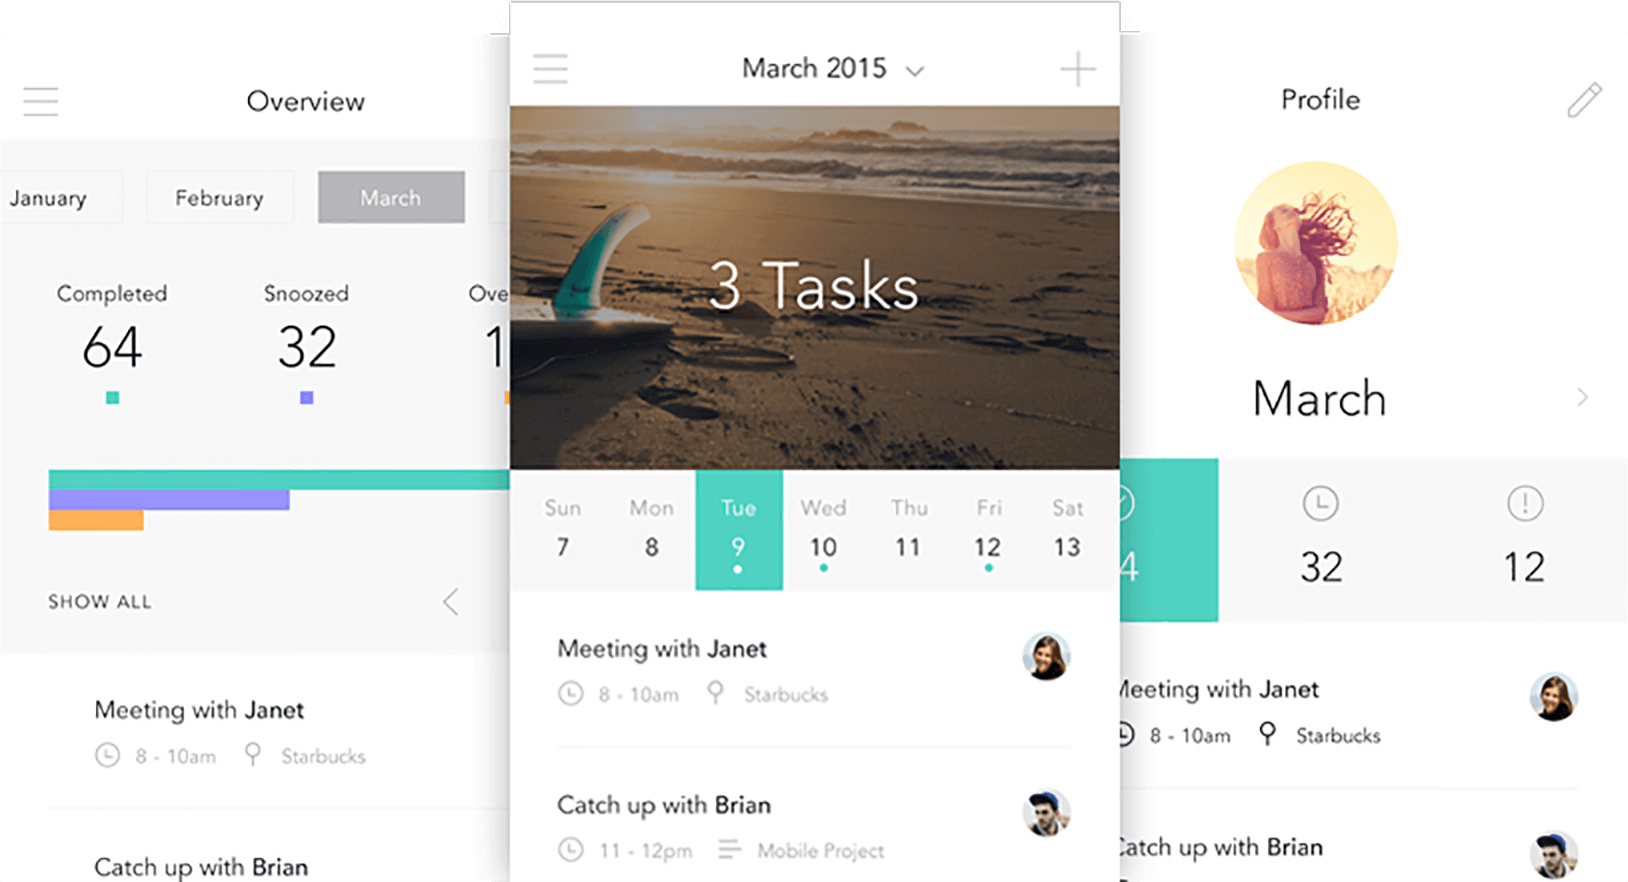 Overview
January February March
Completed Snoozed
64 32
SHOW ALL
Meeting with Janet
8 - 10am Starbucks
Catch up with Brian
March 2015
3 Tasks
Sun Mon Tue Wed Thu Fri Sat
7 8 9 10 11 12 13
Meeting with Janet
8 - 10am Starbucks
Catch up with Brian
11 - 12pm Mobile Project
Profile
March
4 32 12
Meeting with Janet
8 - 10am Starbucks
Catch up with Brian